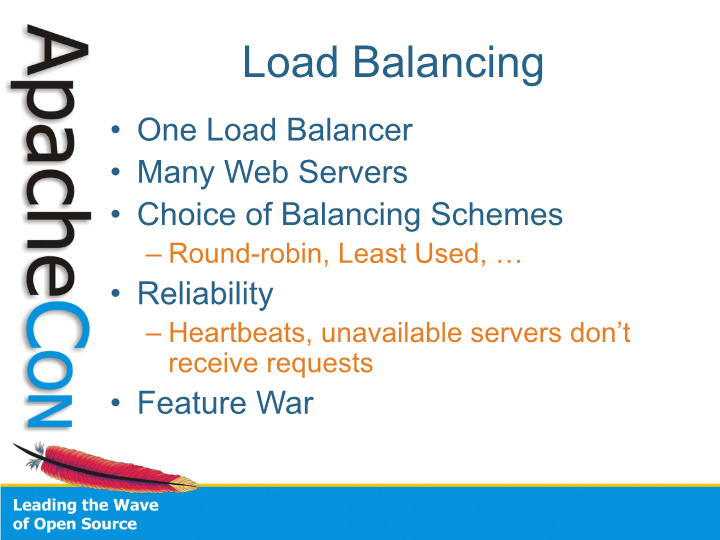 ApacheCon
Load Balancing
• One Load Balancer
• Many Web Servers
• Choice of Balancing Schemes
– Round-robin, Least Used, …
• Reliability
– Heartbeats, unavailable servers don’t
receive requests
• Feature War
Leading the Wave
of Open Source